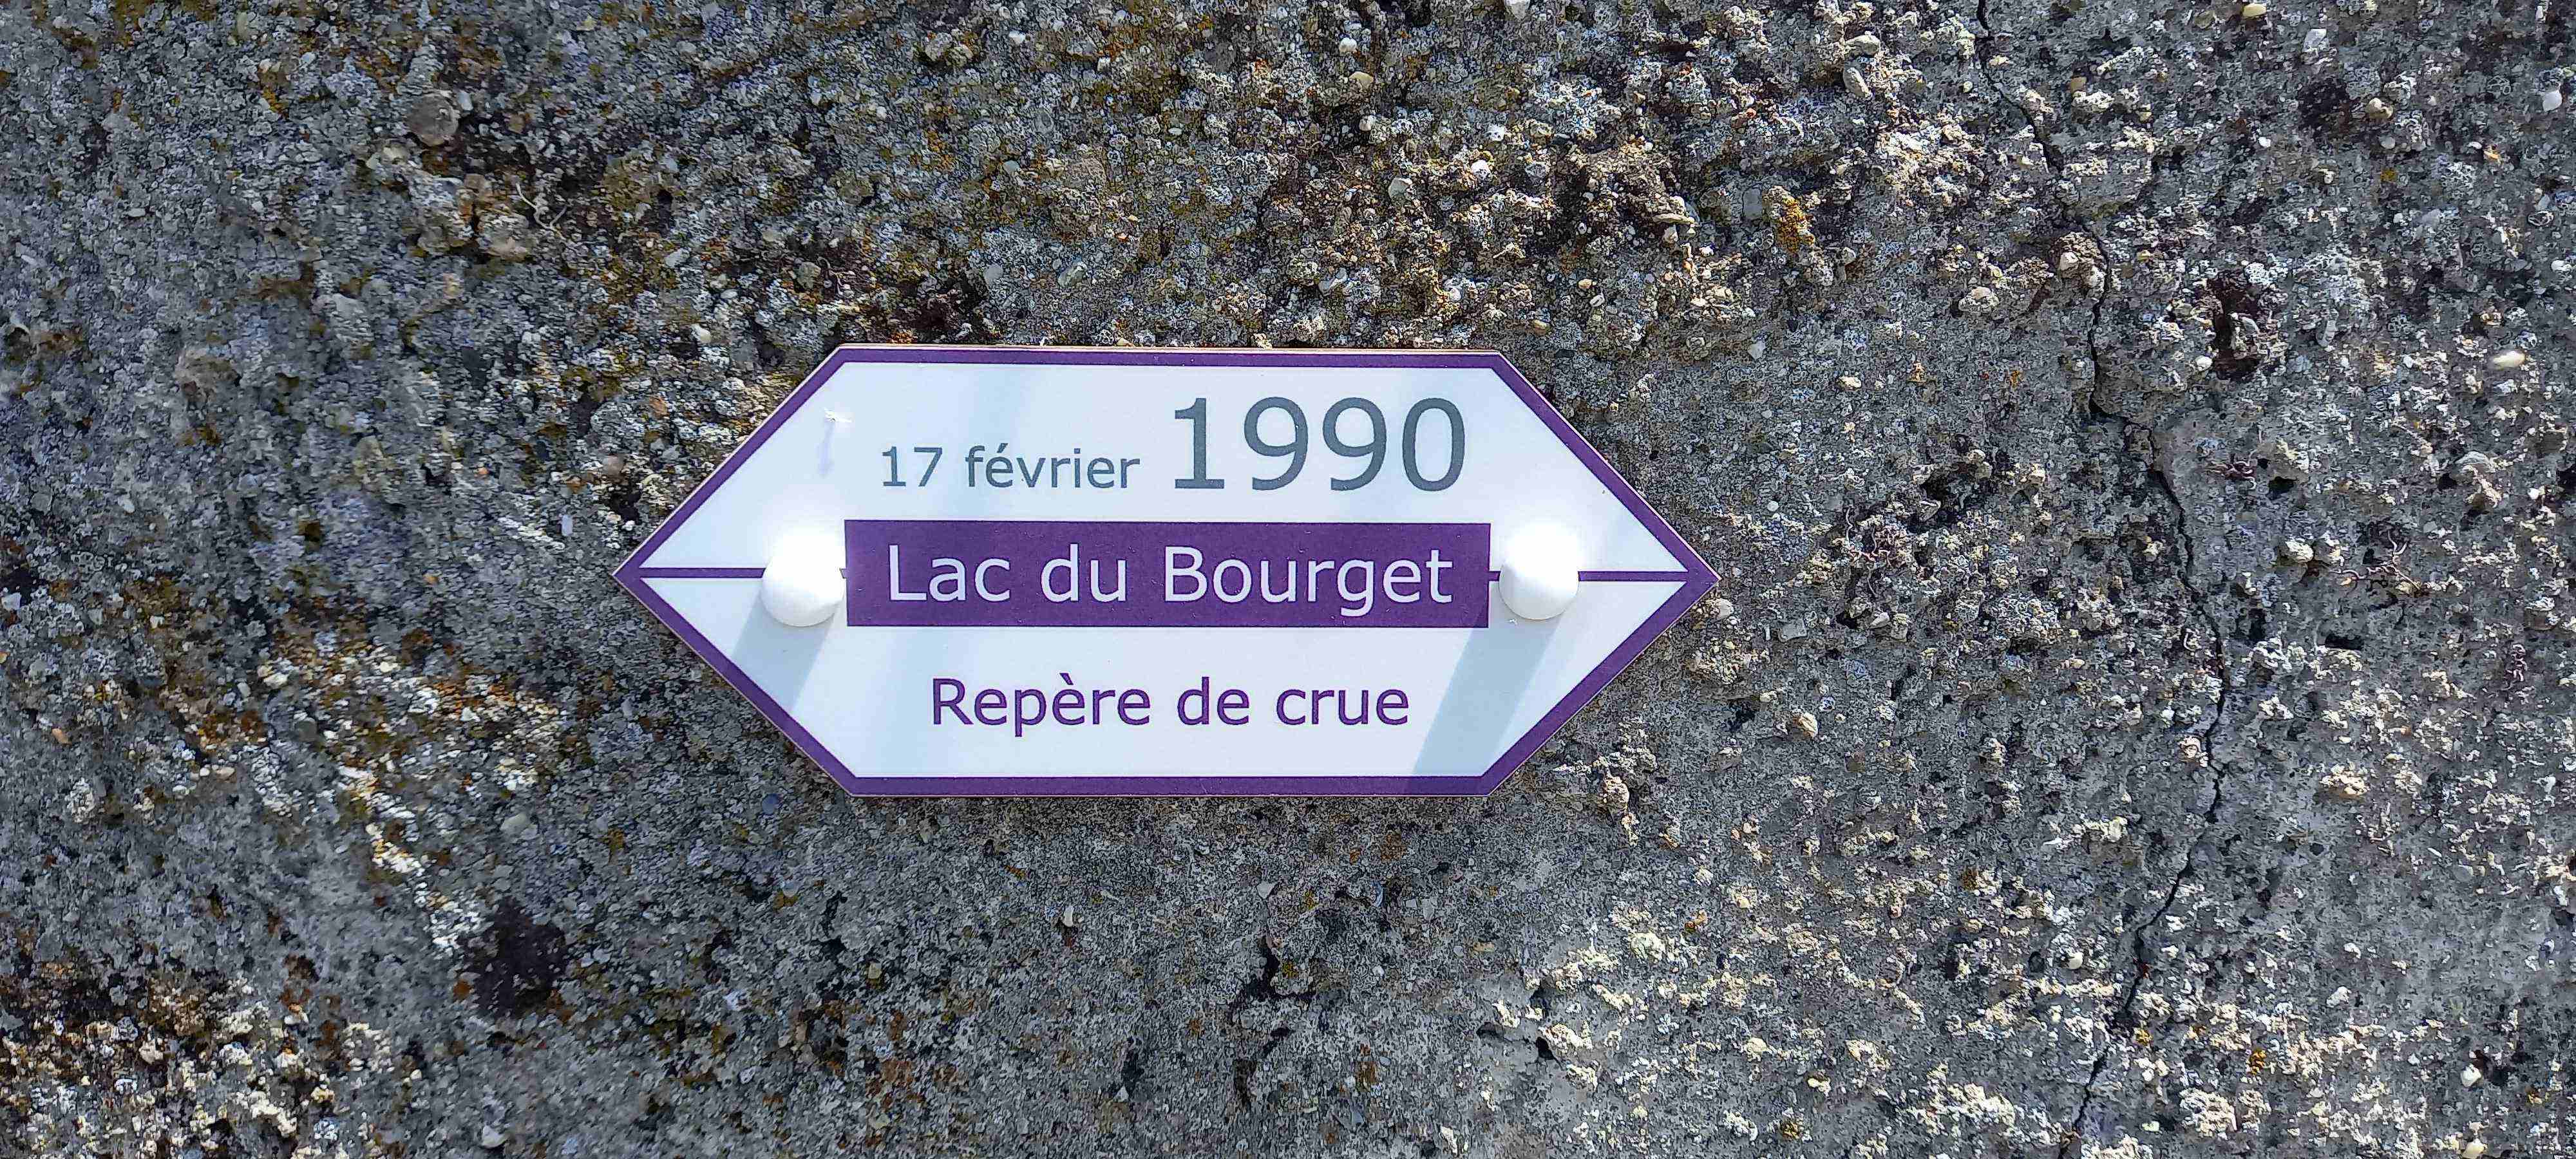 17 février 1990
Lac du Bourget
Repère de crue